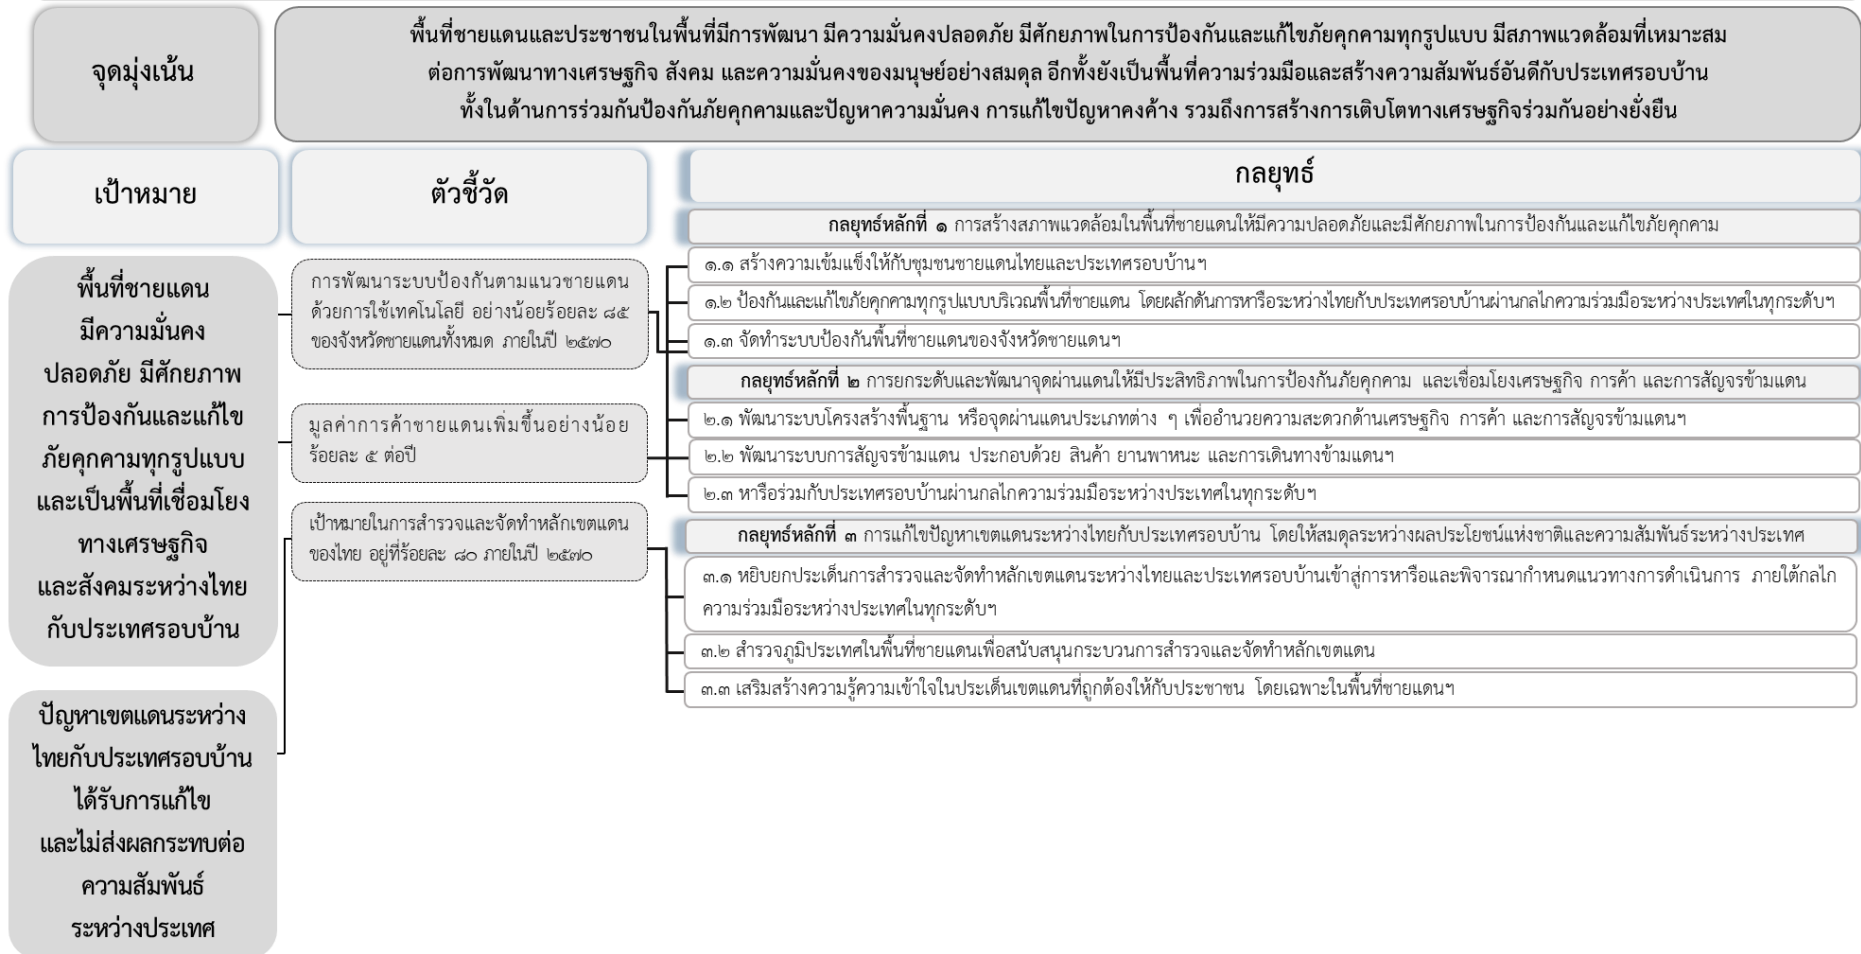 จุดมุ่งเน้น
พื้นที่ชายแดนและประชาชนในพื้นที่มีการพัฒนา มีความมั่นคงปลอดภัย มีศักยภาพในการป้องกันและแก้ไขภัยคุกคามทุกรูปแบบ มีสภาพแวดล้อมที่เหมาะสม
ต่อการพัฒนาทางเศรษฐกิจ สังคม และความมั่นคงของมนุษย์อย่างสมดุล อีกทั้งยังเป็นพื้นที่ความร่วมมือและสร้างความสัมพันธ์อันดีกับประเทศรอบบ้าน
ทั้งในด้านการร่วมกันป้องกันภัยคุกคามและปัญหาความมั่นคง การแก้ไขปัญหาคงค้าง รวมถึงการสร้างการเติบโตทางเศรษฐกิจร่วมกันอย่างยั่งยืน
เป้าหมาย
ตัวชี้วัด
กลยุทธ์
พื้นที่ชายแดน
มีความมั่นคง
ปลอดภัย มีศักยภาพ
การป้องกันและแก้ไข
ภัยคุกคามทุกรูปแบบ
และเป็นพื้นที่เชื่อมโยง
ทางเศรษฐกิจ
และสังคมระหว่างไทย
กับประเทศรอบบ้าน
ปัญหาเขตแดนระหว่าง
ไทยกับประเทศรอบบ้าน
ได้รับการแก้ไข
และไม่ส่งผลกระทบต่อ
ความสัมพันธ์
ระหว่างประเทศ
การพัฒนาระบบป้องกันตามแนวชายแดน
ด้วยการใช้เทคโนโลยี อย่างน้อยร้อยละ ๘๕
ของจังหวัดชายแดนทั้งหมด ภายในปี ๒๕๗๐
มูลค่าการค้าชายแดนเพิ่มขึ้นอย่างน้อย
ร้อยละ ๕ ต่อปี
เป้าหมายในการสำรวจและจัดทำหลักเขตแดน
ของไทย อยู่ที่ร้อยละ ๘๐ ภายในปี ๒๕๗๐
กลยุทธ์หลักที่ ๑ การสร้างสภาพแวดล้อมในพื้นที่ชายแดนให้มีความปลอดภัยและมีศักยภาพในการป้องกันและแก้ไขภัยคุกคาม
๑.๑ สร้างความเข้มแข็งให้กับชุมชนชายแดนไทยและประเทศรอบบ้านฯ
๑.๒ ป้องกันและแก้ไขภัยคุกคามทุกรูปแบบบริเวณพื้นที่ชายแดน โดยผลักดันการหารือระหว่างไทยกับประเทศรอบบ้านผ่านกลไกความร่วมมือระหว่างประเทศในทุกระดับฯ
๑.๓ จัดทำระบบป้องกันพื้นที่ชายแดนของจังหวัดชายแดนฯ
กลยุทธ์หลักที่ ๒ การยกระดับและพัฒนาจุดผ่านแดนให้มีประสิทธิภาพในการป้องกันภัยคุกคาม และเชื่อมโยงเศรษฐกิจ การค้า และการสัญจรข้ามแดน
๒.๑ พัฒนาระบบโครงสร้างพื้นฐาน หรือจุดผ่านแดนประเภทต่าง ๆ เพื่ออำนวยความสะดวกด้านเศรษฐกิจ การค้า และการสัญจรข้ามแดนฯ
๒.๒ พัฒนาระบบการสัญจรข้ามแดน ประกอบด้วย สินค้า ยานพาหนะ และการเดินทางข้ามแดนฯ
๒.๓ หารือร่วมกับประเทศรอบบ้านผ่านกลไกความร่วมมือระหว่างประเทศในทุกระดับฯ
กลยุทธ์หลักที่ ๓ การแก้ไขปัญหาเขตแดนระหว่างไทยกับประเทศรอบบ้าน โดยให้สมดุลระหว่างผลประโยชน์แห่งชาติและความสัมพันธ์ระหว่างประเทศ
๓.๑ หยิบยกประเด็นการสำรวจและจัดทำหลักเขตแดนระหว่างไทยและประเทศรอบบ้านเข้าสู่การหารือและพิจารณากำหนดแนวทางการดำเนินการ ภายใต้กลไก
ความร่วมมือระหว่างประเทศในทุกระดับฯ
๓.๒ สำรวจภูมิประเทศในพื้นที่ชายแดนเพื่อสนับสนุนกระบวนการสำรวจและจัดทำหลักเขตแดน
๓.๓ เสริมสร้างความรู้ความเข้าใจในประเด็นเขตแดนที่ถูกต้องให้กับประชาชน โดยเฉพาะในพื้นที่ชายแดนฯ